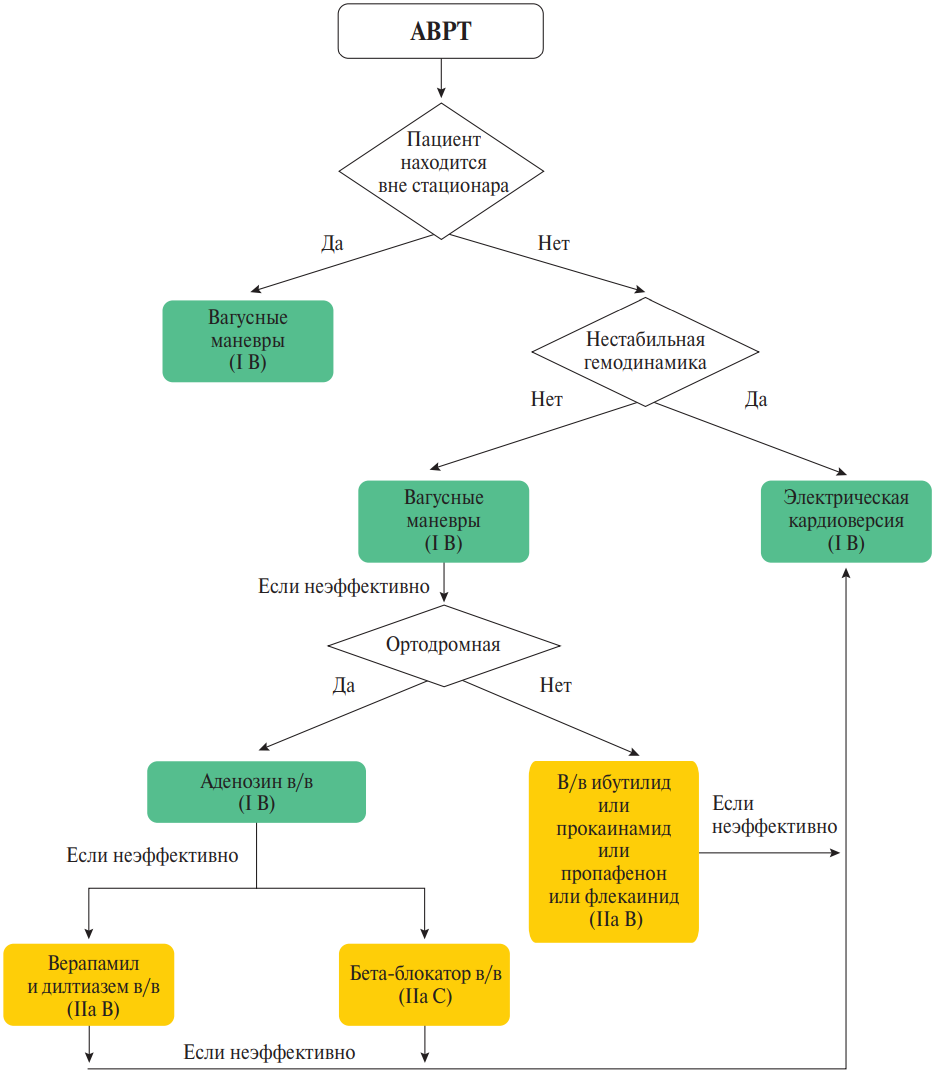 АВРТ
Пациент
находится
вне стационара
Да
Нет
Вагусные
маневры
(I B)
Нестабильная
гемодинамика
Нет
Да
Вагусные
маневры
(I B)
Электрическая
кардиоверсия
(I B)
Если неэффективно
Ортодромная
Да
Нет
Аденозин в/в
(I B)
В/в ибутилид
или
прокаинамид
или
пропафенон
или флекаинид
(IIa B)
Если
неэффективно
Если неэффективно
Верапамил
и дилтиазем в/в
(IIa B)
Бета-блокатор в/в
(IIa C)
Если неэффективно